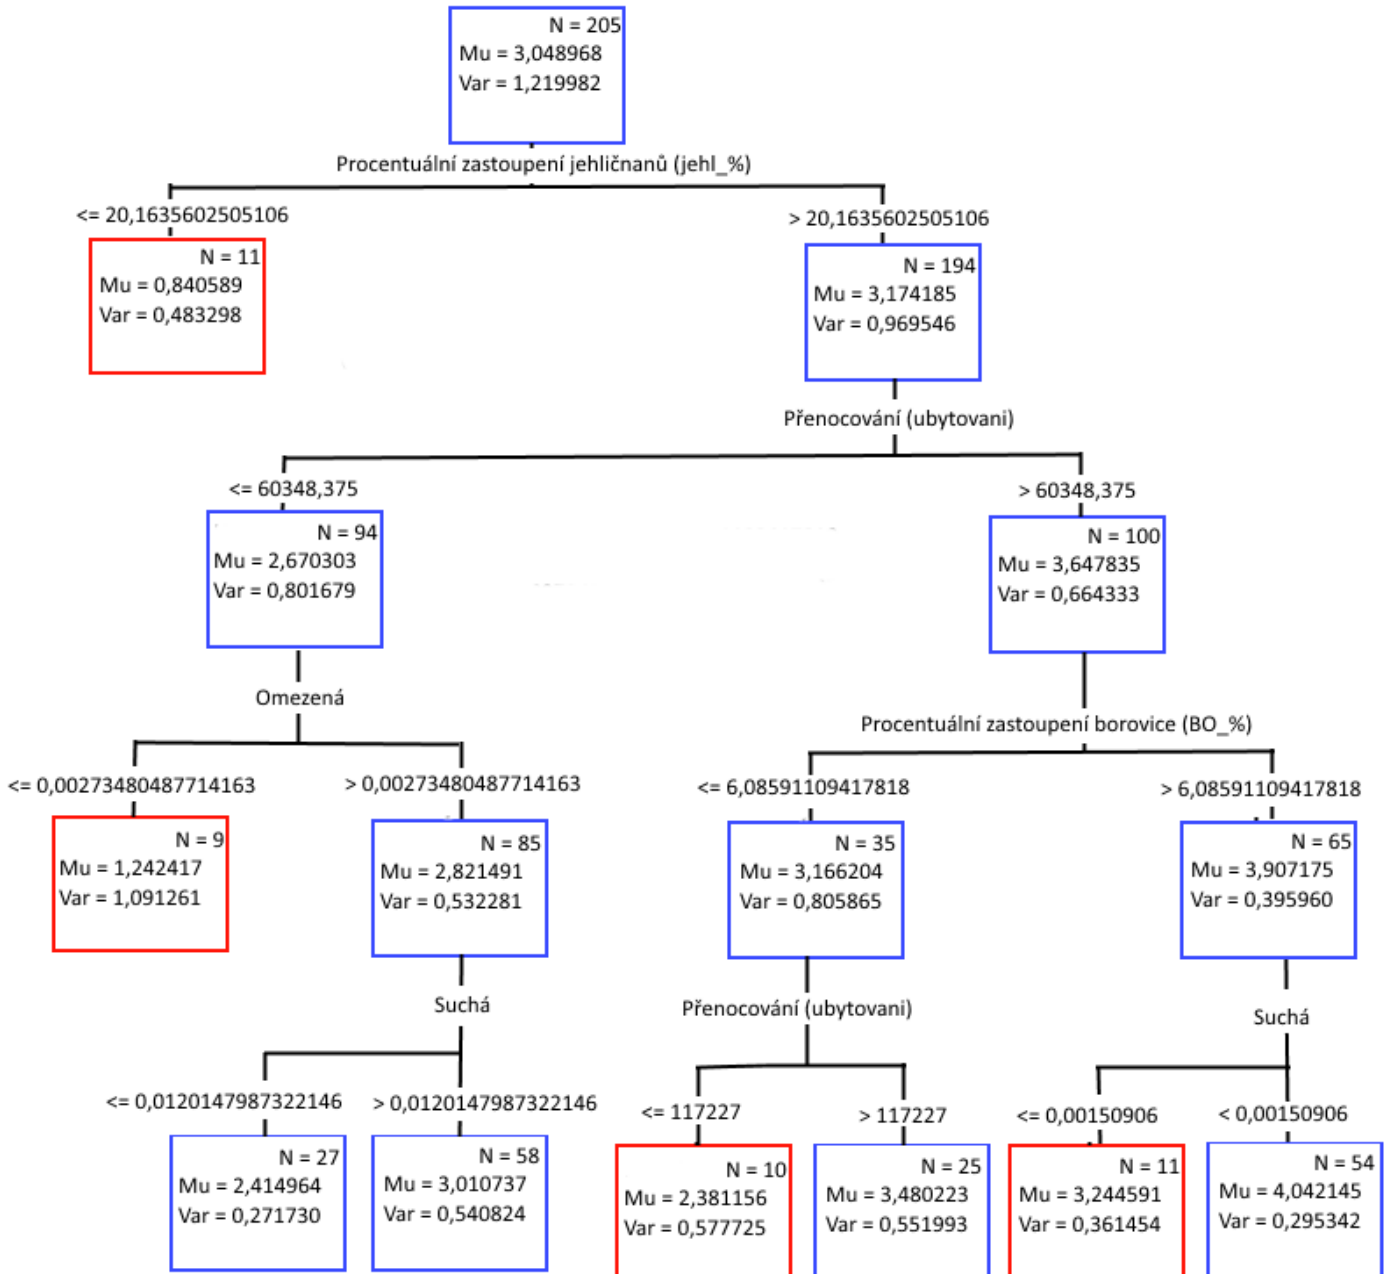 N = 205
Mu = 3,048968
Var = 1,219982
Procentuální zastoupení jehličnanů (jehl_%)
<= 20,1635602505106
> 20,1635602505106
N = 11
Mu = 0,840589
Var = 0,483298
N = 194
Mu = 3,174185
Var = 0,969546
Přenocování (ubytovani)
<= 60348,375
> 60348,375
N = 94
Mu = 2,670303
Var = 0,801679
N = 100
Mu = 3,647835
Var = 0,664333
Omezená
Procentuální zastoupení borovice (BO_%)
<= 0,00273480487714163
> 0,00273480487714163
<= 6,08591109417818
> 6,08591109417818
N = 9
Mu = 1,242417
Var = 1,091261
N = 85
Mu = 2,821491
Var = 0,532281
N = 35
Mu = 3,166204
Var = 0,805865
N = 65
Mu = 3,907175
Var = 0,395960
Suchá
Přenocování (ubytovani)
Suchá
<= 0,0120147987322146
> 0,0120147987322146
<= 117227
> 117227
<= 0,00150906
< 0,00150906
N = 27
Mu = 2,414964
Var = 0,271730
N = 58
Mu = 3,010737
Var = 0,540824
N = 10
Mu = 2,381156
Var = 0,577725
N = 25
Mu = 3,480223
Var = 0,551993
N = 11
Mu = 3,244591
Var = 0,361454
N = 54
Mu = 4,042145
Var = 0,295342